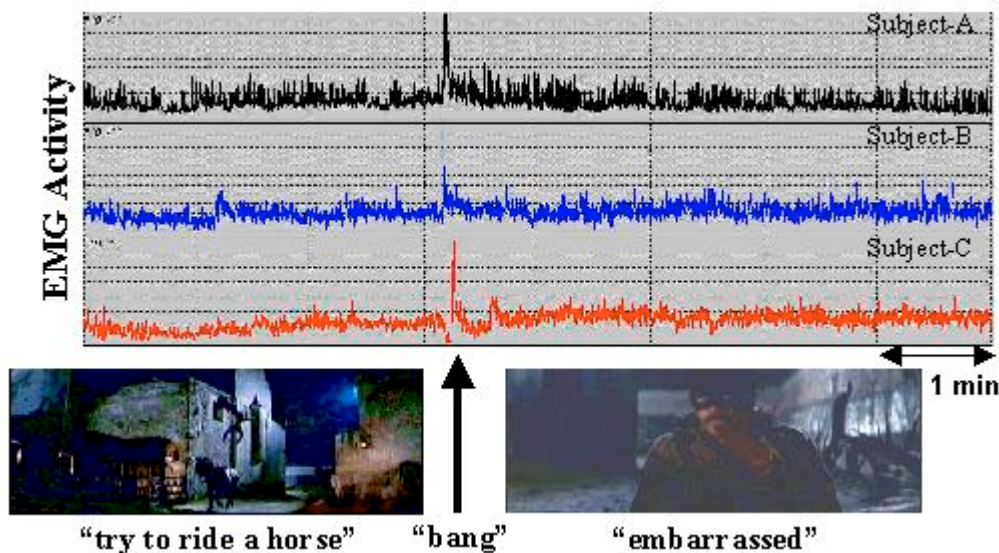 Subject-A
Subject-B
Subject-C
EMG Activity
1 min
“try to ride a horse” “bang” “embarrassed”